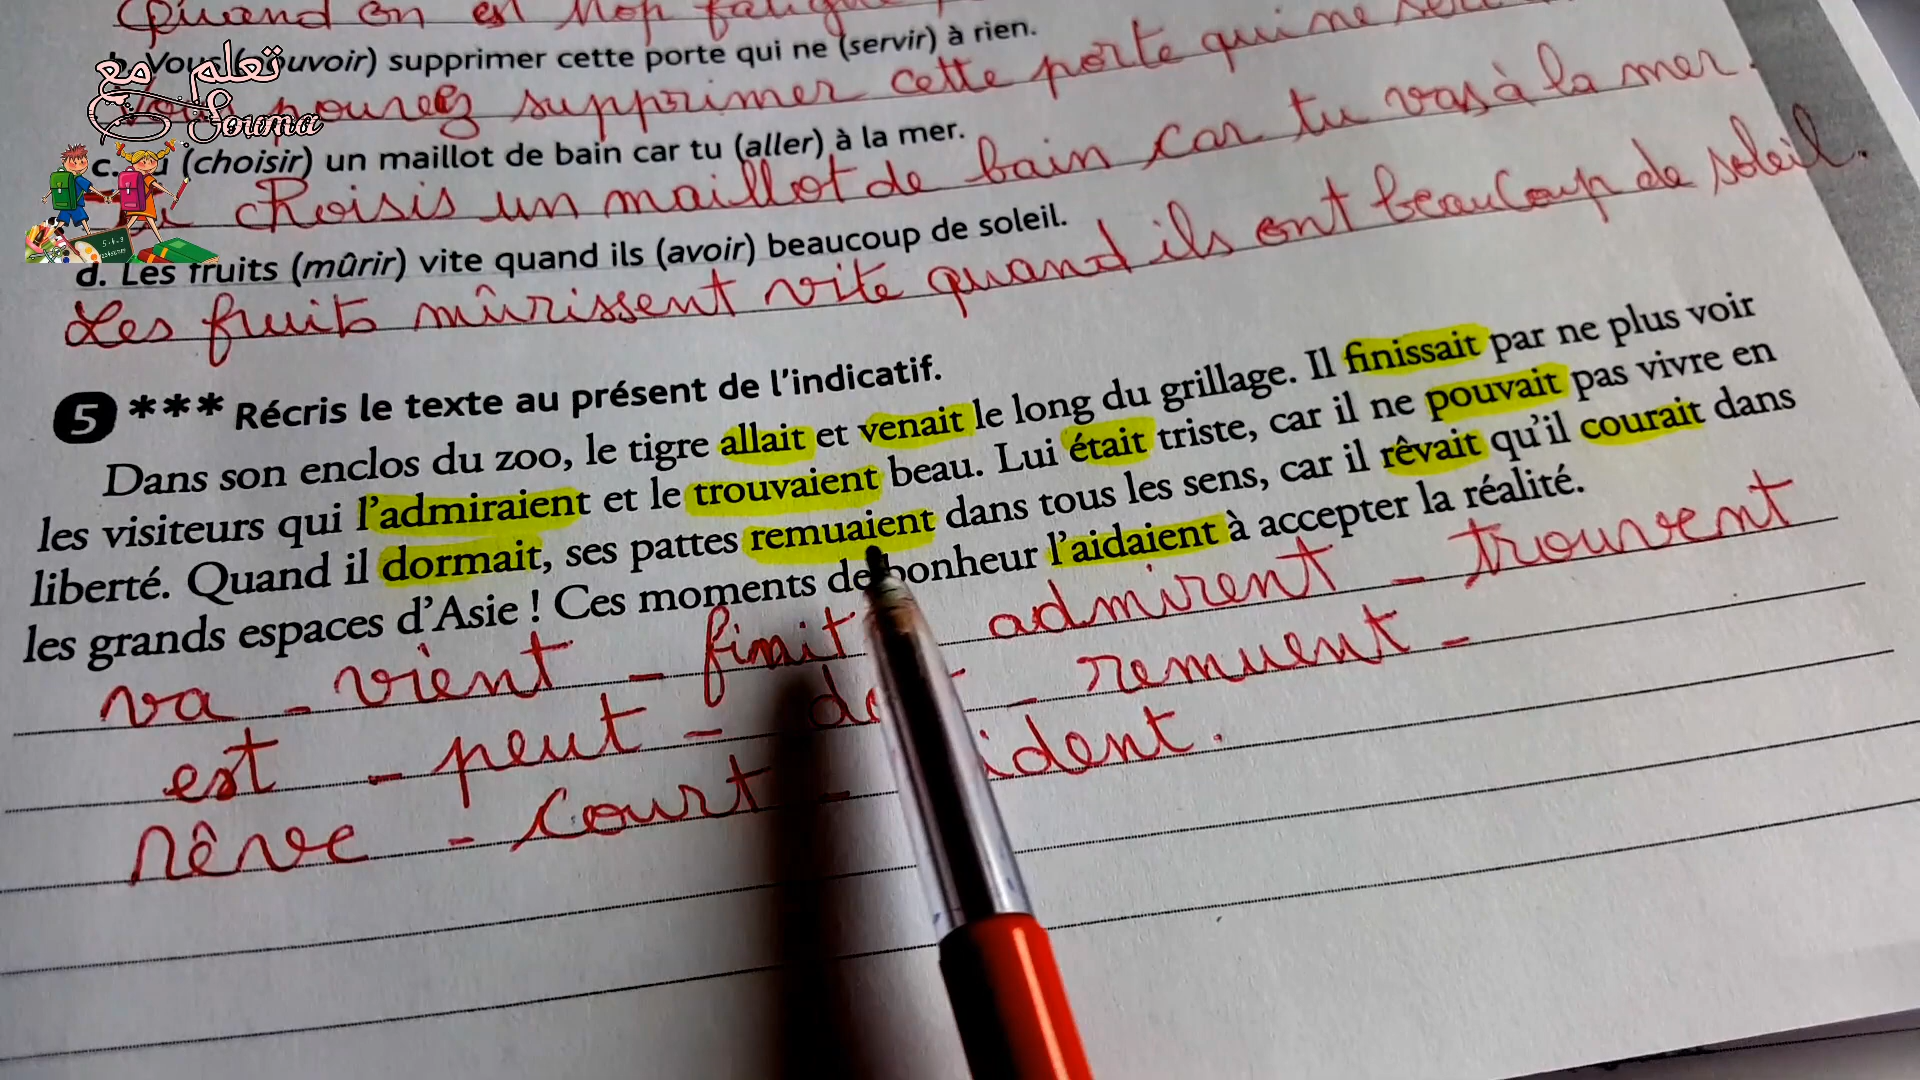 Quand on est trop
b. Vous (pouvoir) supprimer cette porte qui ne (servir) à rien.
Vous pouvez supprimer cette porte qui ne
c. (choisir) un maillot de bain car tu (aller) à la mer.
choisis un maillot de bain car tu vas à la mer.
d. Les fruits (mûrir) vite quand ils (avoir) beaucoup de soleil.
Les fruits mûrissent vite quand ils ont beaucoup de soleil.
تعلم مع
Souma
5 *** Récris le texte au présent de l'indicatif.
Dans son enclos du zoo, le tigre allait et venait le long du grillage. Il finissait par ne plus voir
les visiteurs qui l'admiraient et le trouvaient beau. Lui était triste, car il ne pouvait pas vivre en
liberté. Quand il dormait, ses pattes remuaient dans tous les sens, car il rêvait qu'il courait dans
les grands espaces d'Asie ! Ces moments de bonheur l'aidaient à accepter la réalité.
va - vient - finit admirent - trouvent
est - peut - - remuent -
rêve - court - .